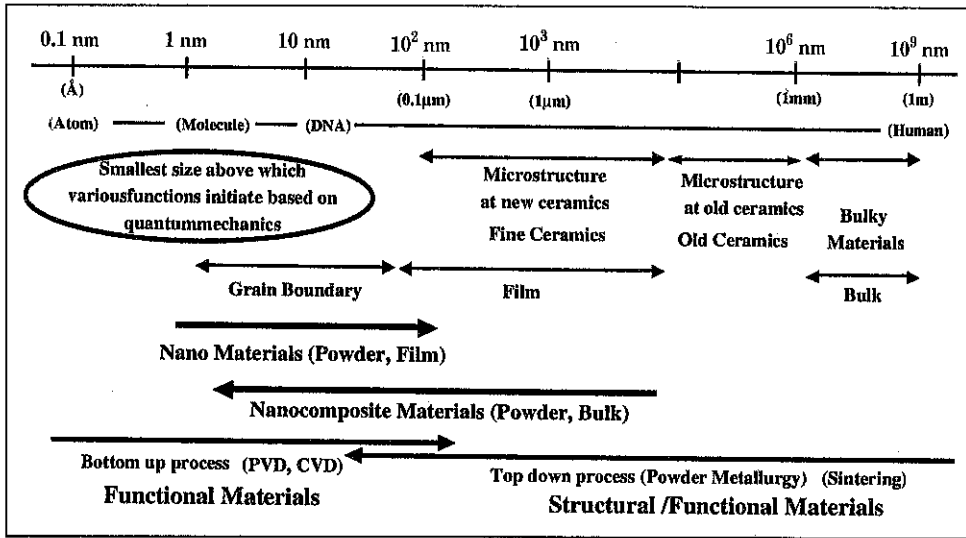 0.1 nm 1 nm 10 nm 10² nm 10³ nm 10⁶ nm 10⁹ nm
(Å) (0.1μm) (1μm) (1mm) (1m)
(Atom) (Molecule) (DNA) (Human)
Smallest size above which
variousfunctions initiate based on
quantummechanics
Microstructure
at new ceramics
Fine Ceramics
Microstructure
at old ceramics
Old Ceramics
Bulky
Materials
Grain Boundary Film Bulk
Nano Materials (Powder, Film)
Nanocomposite Materials (Powder, Bulk)
Bottom up process (PVD, CVD)
Top down process (Powder Metallurgy) (Sintering)
Functional Materials
Structural /Functional Materials